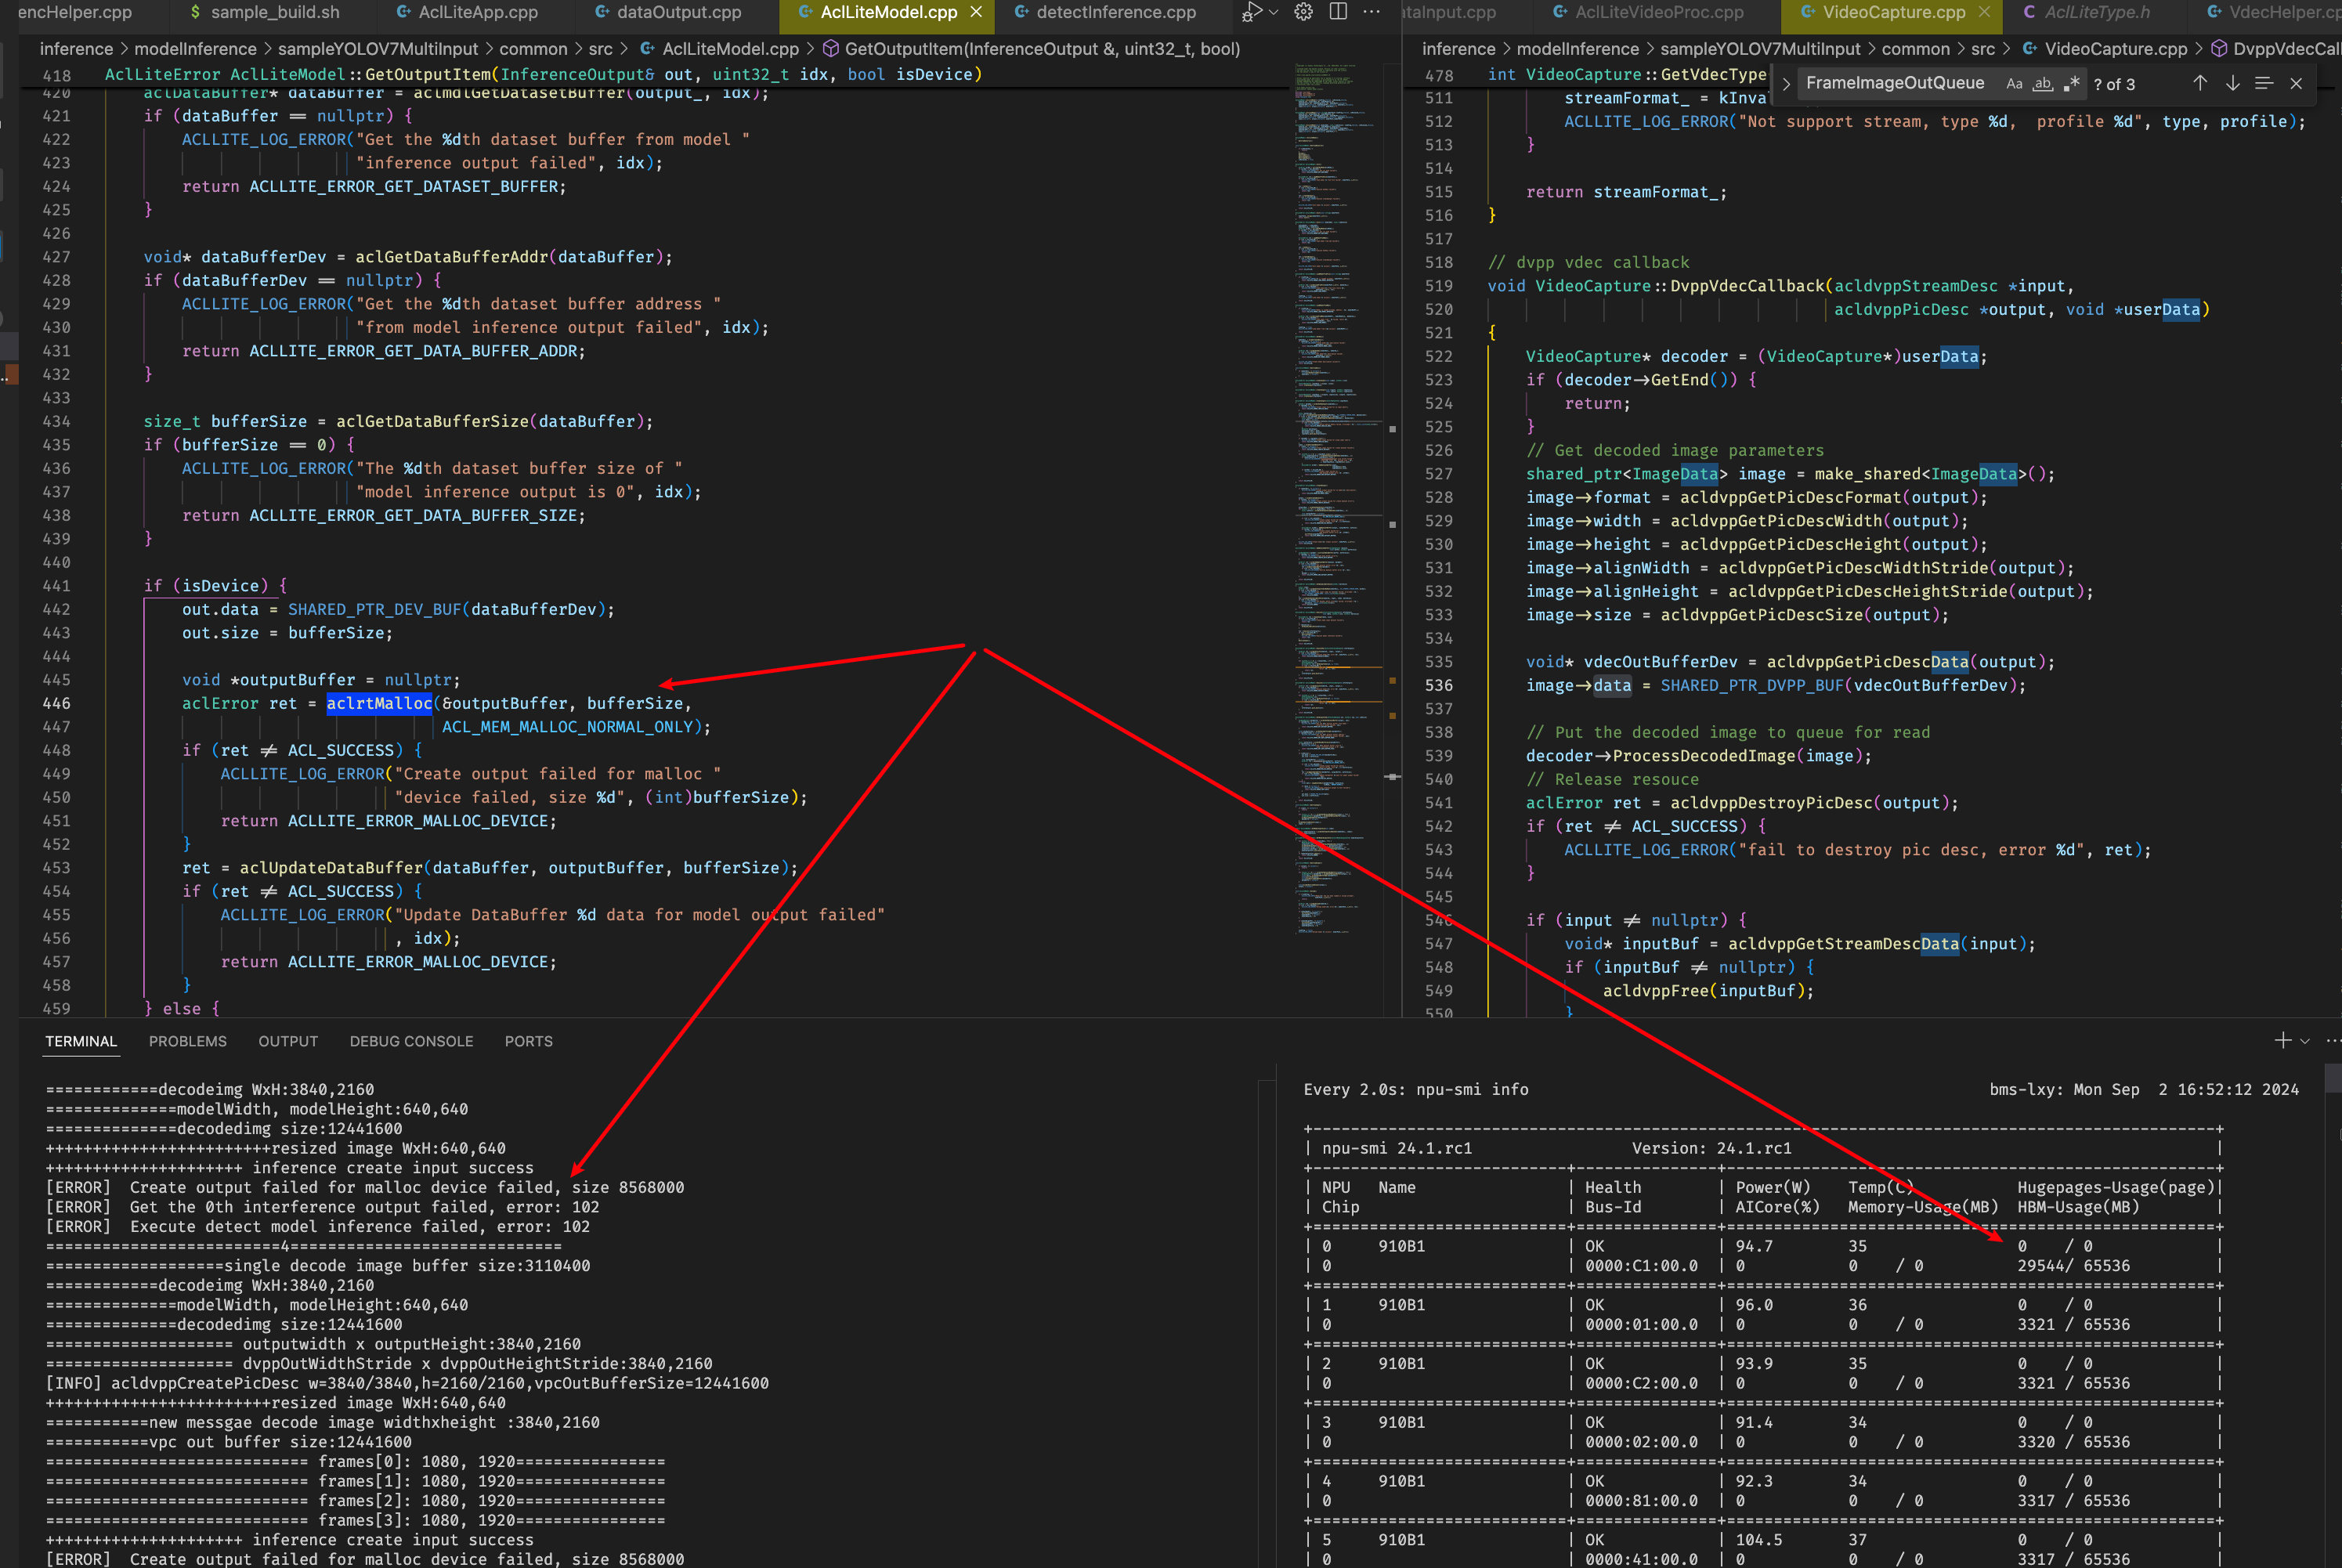 encHelper.cpp
$ sample_build.sh
AclLiteApp.cpp
dataOutput.cpp
AclLiteModel.cpp
detectInference.cpp
inference > modelInference > sampleYOLOV7MultiInput > common > src > AclLiteModel.cpp > GetOutputItem(InferenceOutput &, uint32_t, bool)
418 AclLiteError AclLiteModel::GetOutputItem(InferenceOutput& out, uint32_t idx, bool isDevice)
420 aclDataBuffer* dataBuffer = aclmdlGetDatasetBuffer(output_, idx);
421 if (dataBuffer == nullptr) {
422 ACLLITE_LOG_ERROR("Get the %dth dataset buffer from model "
423 "inference output failed", idx);
424 return ACLLITE_ERROR_GET_DATASET_BUFFER;
425 }
426
427 void* dataBufferDev = aclGetDataBufferAddr(dataBuffer);
428 if (dataBufferDev == nullptr) {
429 ACLLITE_LOG_ERROR("Get the %dth dataset buffer address "
430 "from model inference output failed", idx);
431 return ACLLITE_ERROR_GET_DATA_BUFFER_ADDR;
432 }
433
434 size_t bufferSize = aclGetDataBufferSize(dataBuffer);
435 if (bufferSize == 0) {
436 ACLLITE_LOG_ERROR("The %dth dataset buffer size of "
437 "model inference output is 0", idx);
438 return ACLLITE_ERROR_GET_DATA_BUFFER_SIZE;
439 }
440
441 if (isDevice) {
442 out.data = SHARED_PTR_DEV_BUF(dataBufferDev);
443 out.size = bufferSize;
444
445 void *outputBuffer = nullptr;
446 aclError ret = aclrtMalloc(&outputBuffer, bufferSize,
447 ACL_MEM_MALLOC_NORMAL_ONLY);
448 if (ret != ACL_SUCCESS) {
449 ACLLITE_LOG_ERROR("Create output failed for malloc "
450 "device failed, size %d", (int)bufferSize);
451 return ACLLITE_ERROR_MALLOC_DEVICE;
452 }
453 ret = aclUpdateDataBuffer(dataBuffer, outputBuffer, bufferSize);
454 if (ret != ACL_SUCCESS) {
455 ACLLITE_LOG_ERROR("Update DataBuffer %d data for model output failed"
456 , idx);
457 return ACLLITE_ERROR_MALLOC_DEVICE;
458 }
459 } else {
ataInput.cpp
AclLiteVideoProc.cpp
VideoCapture.cpp
C AclLiteType.h
VdecHelper.cp
inference > modelInference > sampleYOLOV7MultiInput > common > src > VideoCapture.cpp > DvppVdecCall
FrameImageOutQueue Aa ab .* ? of 3
478 int VideoCapture::GetVdecType
511 streamFormat_ = kInva
512 ACLLITE_LOG_ERROR("Not support stream, type %d,  profile %d", type, profile);
513 }
514
515 return streamFormat_;
516 }
517
518 // dvpp vdec callback
519 void VideoCapture::DvppVdecCallback(acldvppStreamDesc *input,
520 acldvppPicDesc *output, void *userData)
521 {
522 VideoCapture* decoder = (VideoCapture*)userData;
523 if (decoder->GetEnd()) {
524 return;
525 }
526 // Get decoded image parameters
527 shared_ptr<ImageData> image = make_shared<ImageData>();
528 image->format = acldvppGetPicDescFormat(output);
529 image->width = acldvppGetPicDescWidth(output);
530 image->height = acldvppGetPicDescHeight(output);
531 image->alignWidth = acldvppGetPicDescWidthStride(output);
532 image->alignHeight = acldvppGetPicDescHeightStride(output);
533 image->size = acldvppGetPicDescSize(output);
534
535 void* vdecOutBufferDev = acldvppGetPicDescData(output);
536 image->data = SHARED_PTR_DVPP_BUF(vdecOutBufferDev);
537
538 // Put the decoded image to queue for read
539 decoder->ProcessDecodedImage(image);
540 // Release resouce
541 aclError ret = acldvppDestroyPicDesc(output);
542 if (ret != ACL_SUCCESS) {
543 ACLLITE_LOG_ERROR("fail to destroy pic desc, error %d", ret);
544 }
545
546 if (input != nullptr) {
547 void* inputBuf = acldvppGetStreamDescData(input);
548 if (inputBuf != nullptr) {
549 acldvppFree(inputBuf);
550 }
TERMINAL PROBLEMS OUTPUT DEBUG CONSOLE PORTS
============decodeimg WxH:3840,2160
==============modelWidth, modelHeight:640,640
==============decodedimg size:12441600
++++++++++++++++++++++++resized image WxH:640,640
+++++++++++++++++++++ inference create input success
[ERROR]  Create output failed for malloc device failed, size 8568000
[ERROR]  Get the 0th interference output failed, error: 102
[ERROR]  Execute detect model inference failed, error: 102
=========================4=============================
===================single decode image buffer size:3110400
============decodeimg WxH:3840,2160
==============modelWidth, modelHeight:640,640
==============decodedimg size:12441600
==================== outputwidth x outputHeight:3840,2160
==================== dvppOutWidthStride x dvppOutHeightStride:3840,2160
[INFO] acldvppCreatePicDesc w=3840/3840,h=2160/2160,vpcOutBufferSize=12441600
++++++++++++++++++++++++resized image WxH:640,640
===========new messgae decode image widthxheight :3840,2160
===========vpc out buffer size:12441600
============================ frames[0]: 1080, 1920================
============================ frames[1]: 1080, 1920================
============================ frames[2]: 1080, 1920================
============================ frames[3]: 1080, 1920================
+++++++++++++++++++++ inference create input success
[ERROR]  Create output failed for malloc device failed, size 8568000
Every 2.0s: npu-smi info bms-lxy: Mon Sep  2 16:52:12 2024
| npu-smi 24.1.rc1 Version: 24.1.rc1 |
| NPU Name | Health | Power(W) Temp(C) Hugepages-Usage(page)|
| Chip | Bus-Id | AICore(%) Memory-Usage(MB) HBM-Usage(MB) |
| 0 910B1 | OK | 94.7 35 0 / 0 |
| 0 | 0000:C1:00.0 | 0 0 / 0 29544/ 65536 |
| 1 910B1 | OK | 96.0 36 0 / 0 |
| 0 | 0000:01:00.0 | 0 0 / 0 3321 / 65536 |
| 2 910B1 | OK | 93.9 35 0 / 0 |
| 0 | 0000:C2:00.0 | 0 0 / 0 3321 / 65536 |
| 3 910B1 | OK | 91.4 34 0 / 0 |
| 0 | 0000:02:00.0 | 0 0 / 0 3320 / 65536 |
| 4 910B1 | OK | 92.3 34 0 / 0 |
| 0 | 0000:81:00.0 | 0 0 / 0 3317 / 65536 |
| 5 910B1 | OK | 104.5 37 0 / 0 |
| 0 | 0000:41:00.0 | 0 0 / 0 3317 / 65536 |